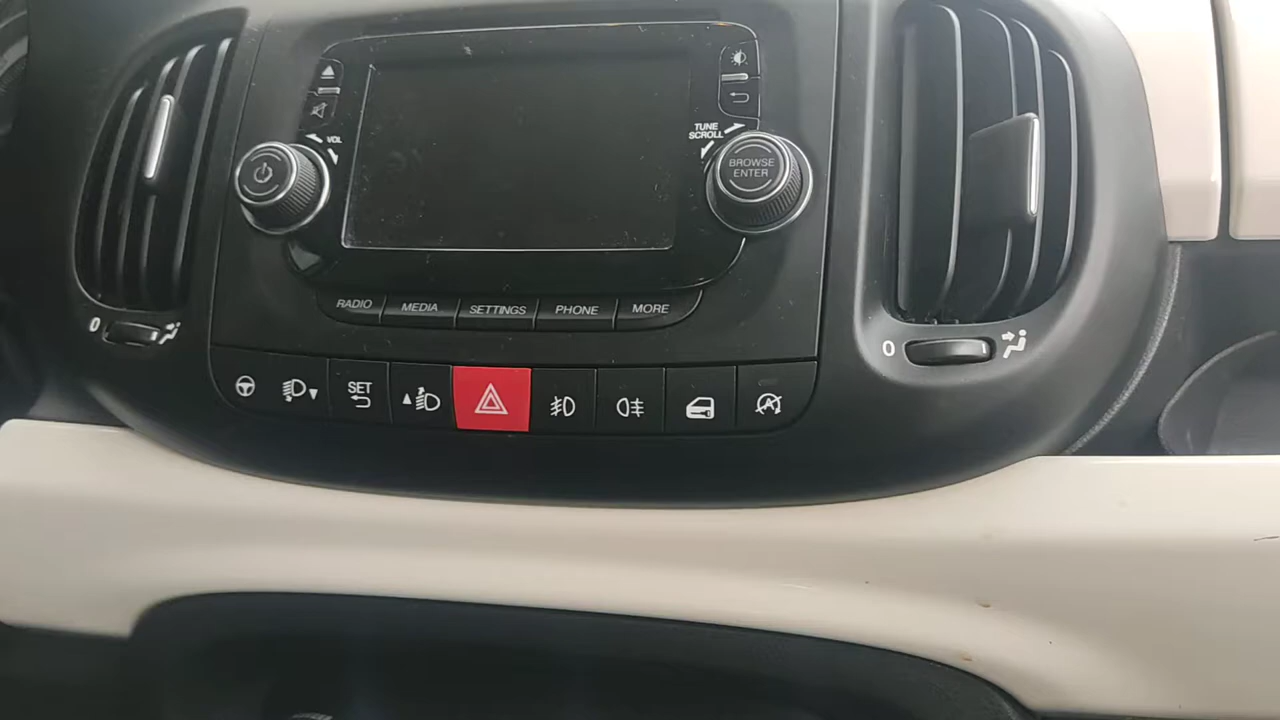 VOL
TUNE
SCROLL
BROWSE
ENTER
RADIO
MEDIA
SETTINGS
PHONE
MORE
0
0
SET